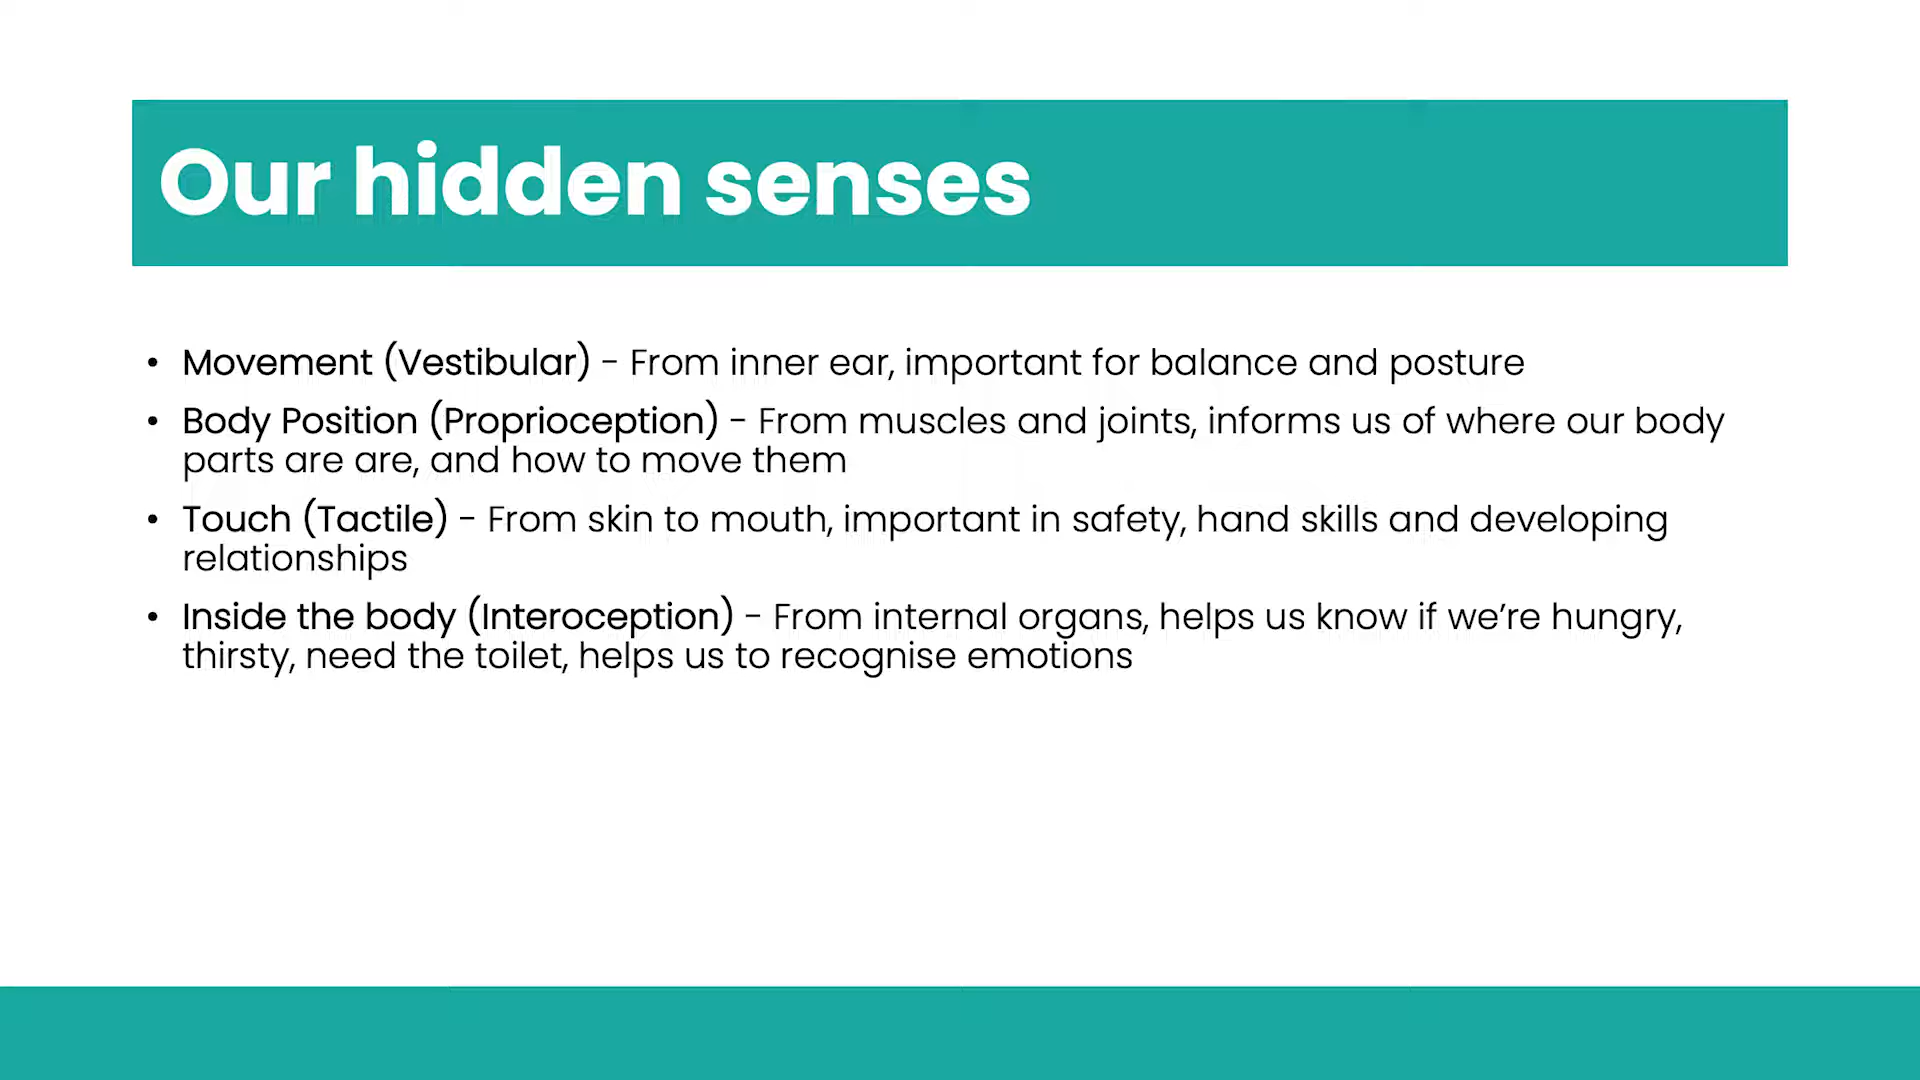 Our hidden senses
• Movement (Vestibular) - From inner ear, important for balance and posture
• Body Position (Proprioception) - From muscles and joints, informs us of where our body
parts are are, and how to move them
• Touch (Tactile) - From skin to mouth, important in safety, hand skills and developing
relationships
• Inside the body (Interoception) - From internal organs, helps us know if we’re hungry,
thirsty, need the toilet, helps us to recognise emotions